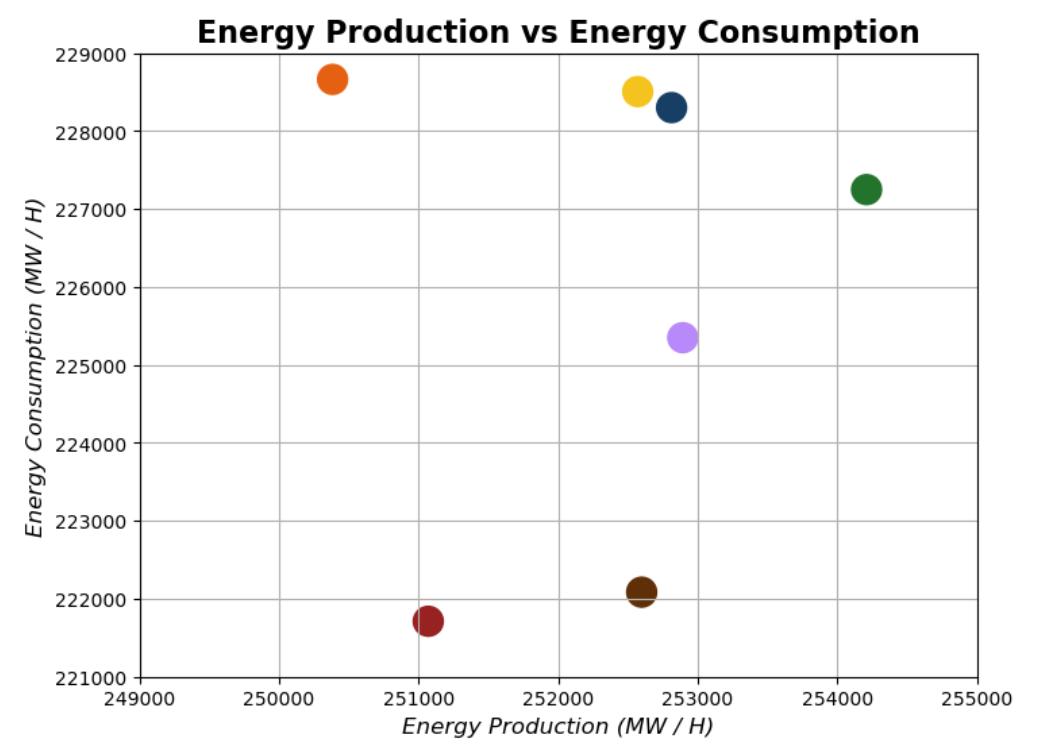 Energy Production vs Energy Consumption
229000
228000
227000
226000
225000
224000
223000
222000
221000
Energy Consumption (MW / H)
249000 250000 251000 252000 253000 254000 255000
Energy Production (MW / H)